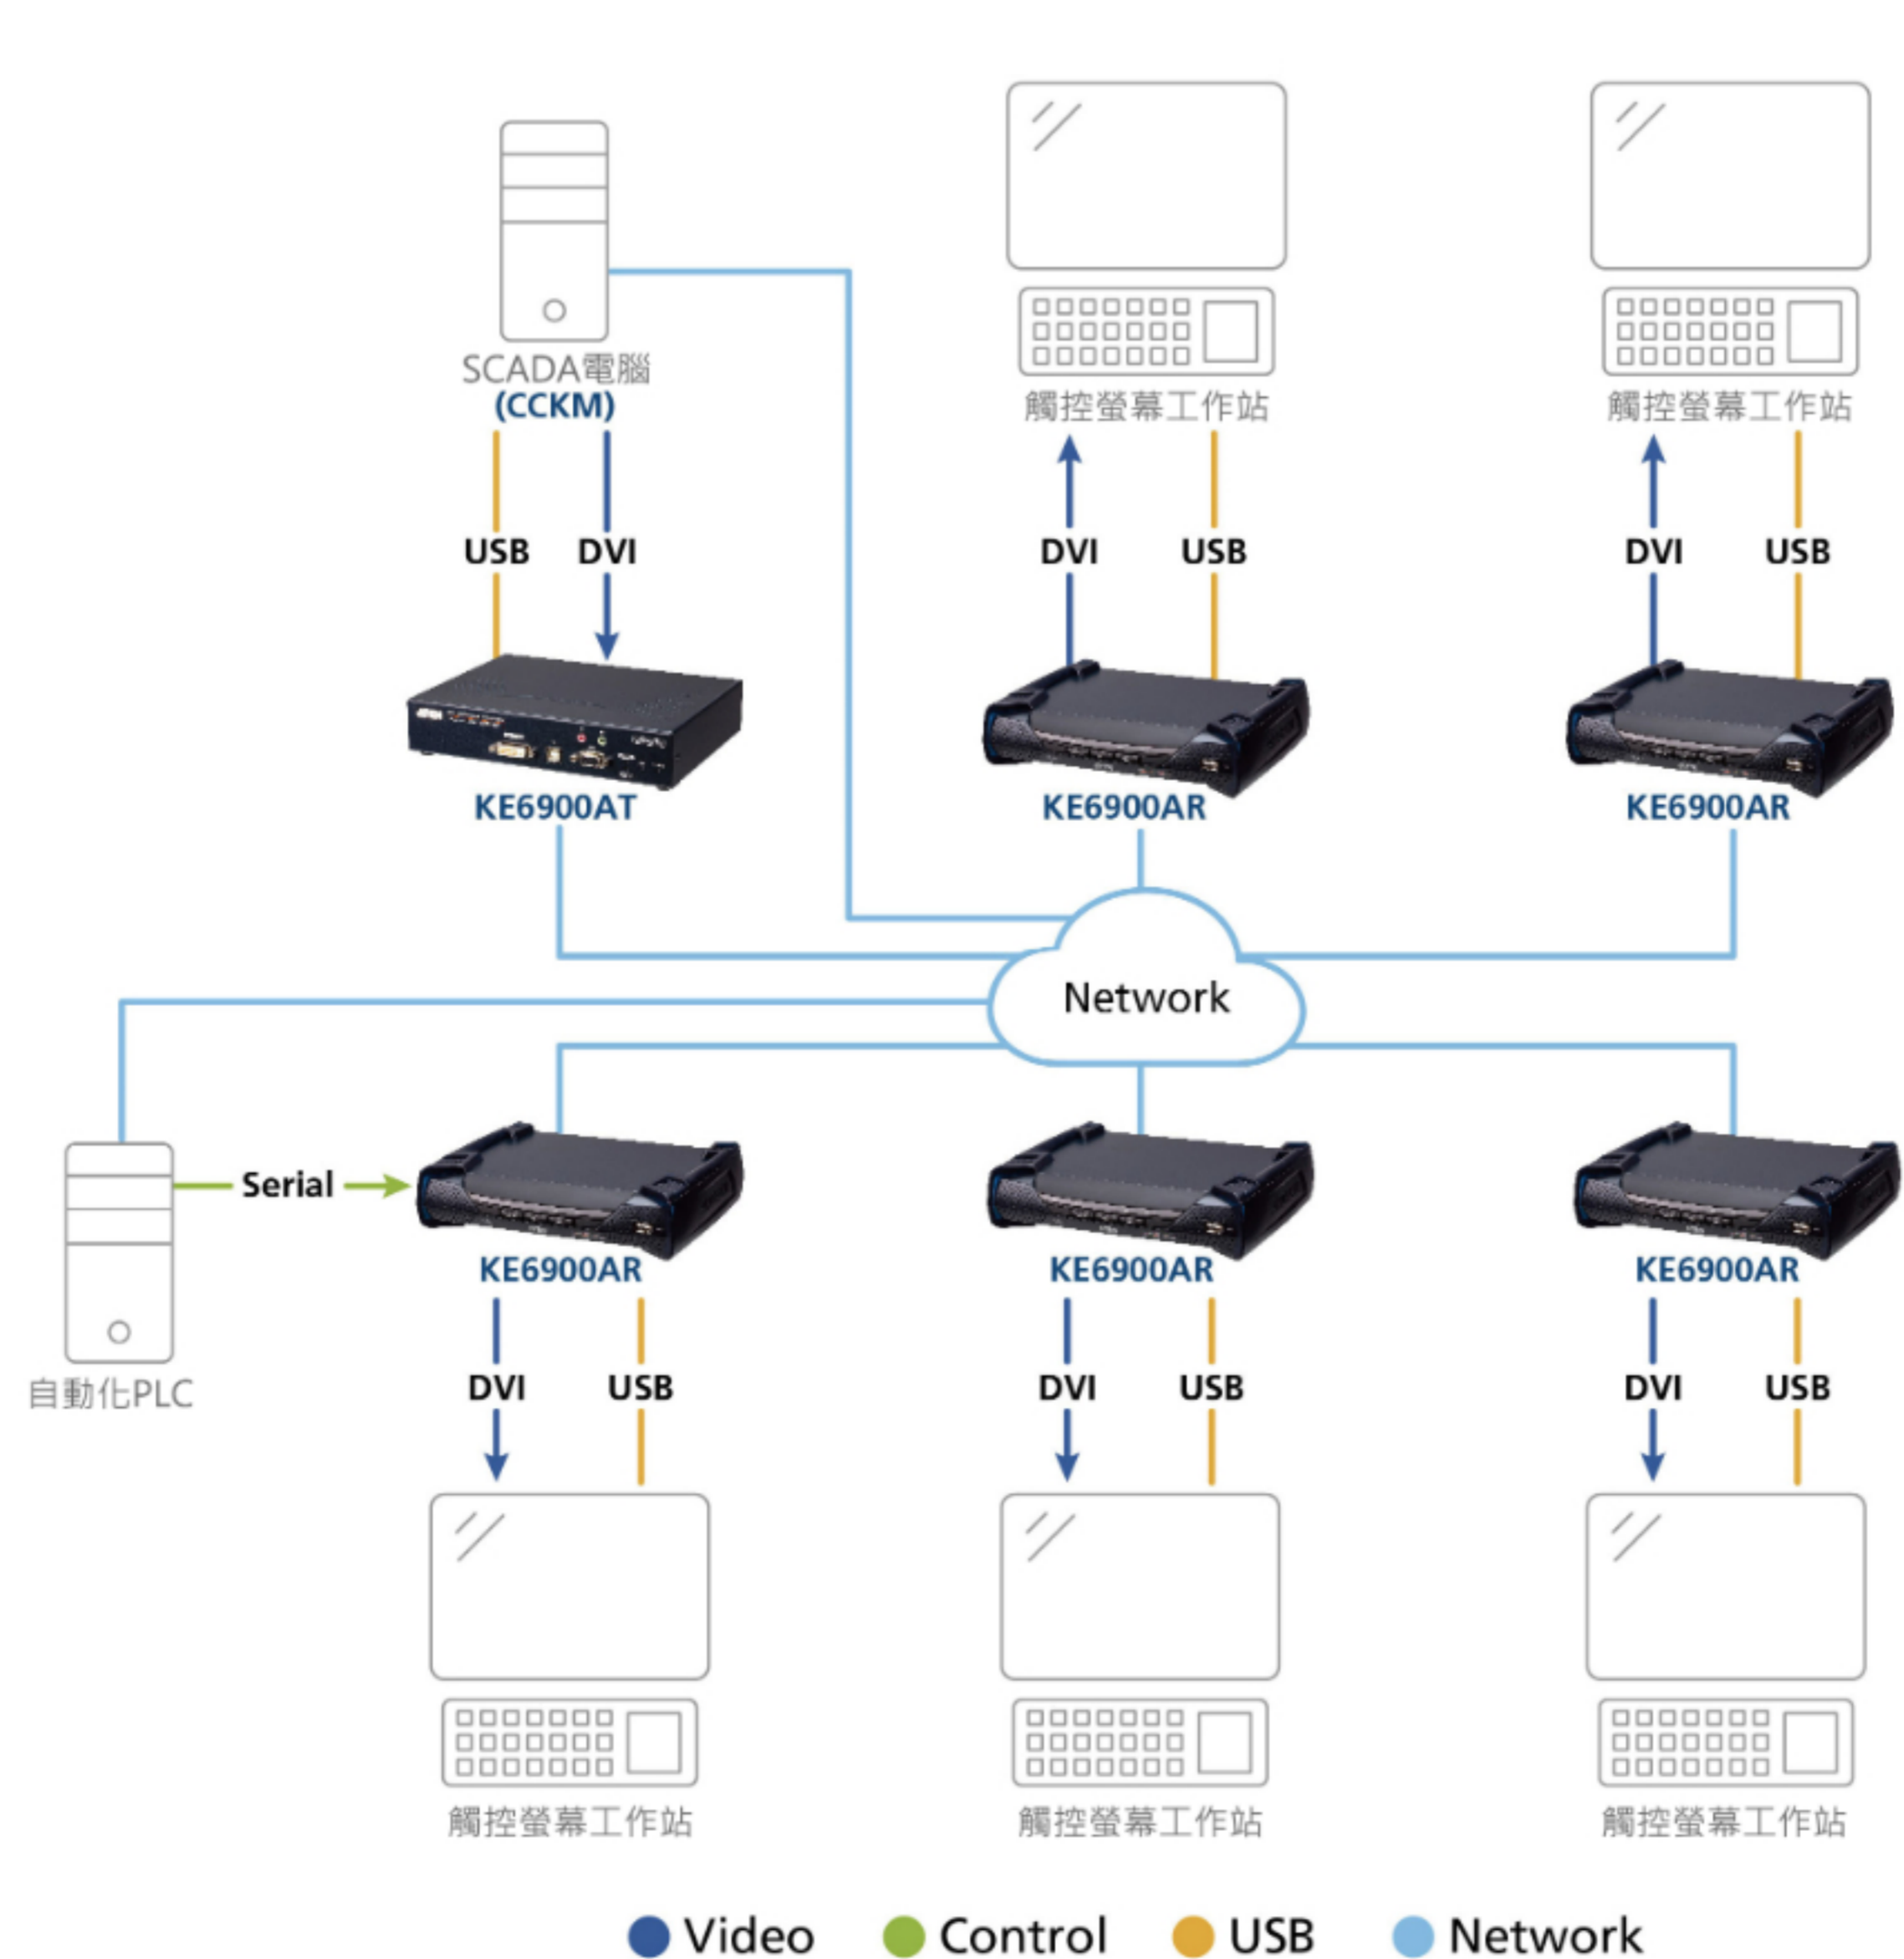 SCADA電腦
(CCKM)
觸控螢幕工作站
觸控螢幕工作站
USB
DVI
DVI
USB
DVI
USB
KE6900AT
KE6900AR
KE6900AR
Network
Serial
自動化PLC
KE6900AR
KE6900AR
KE6900AR
DVI
USB
DVI
USB
DVI
USB
觸控螢幕工作站
觸控螢幕工作站
觸控螢幕工作站
Video
Control
USB
Network